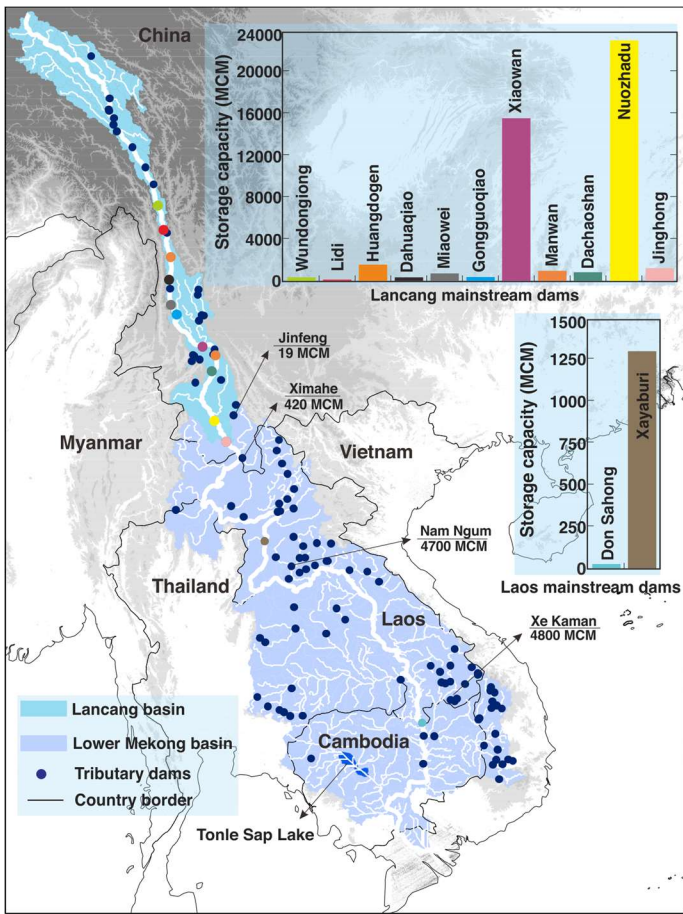 China
Storage capacity (MCM)
24000
20000
16000
12000
8000
4000
0
Wundongiong
Lidi
Huangdogen
Dahuaqiao
Miaowei
Gongguoqiao
Xiaowan
Manwan
Dachaoshan
Nuozhadu
Jinghong
Lancang mainstream dams
Jinfeng
19 MCM
Ximahe
420 MCM
Storage capacity (MCM)
1500
1250
1000
750
500
250
0
Don Sahong
Xayaburi
Laos mainstream dams
Myanmar
Vietnam
Nam Ngum
4700 MCM
Thailand
Laos
Xe Kaman
4800 MCM
Lancang basin
Lower Mekong basin
Tributary dams
Country border
Cambodia
Tonle Sap Lake